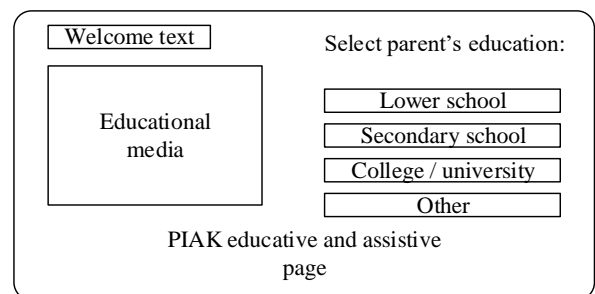 Welcome text
Educational
media
Select parent’s education:
Lower school
Secondary school
College / university
Other
PIAK educative and assistive
page